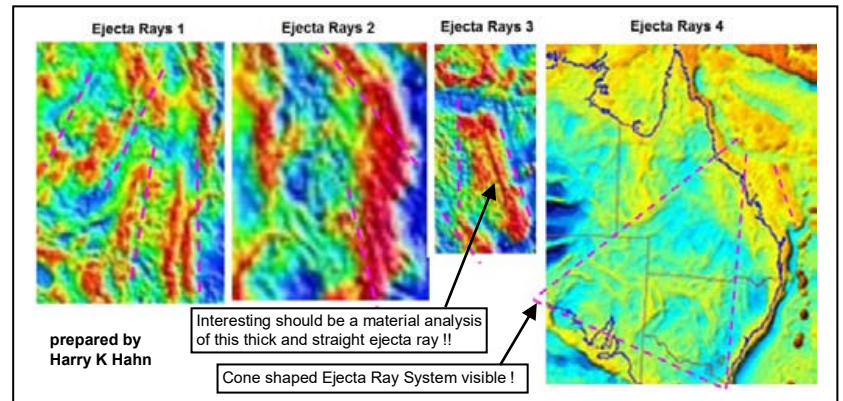 Ejecta Rays 1
Ejecta Rays 2
Ejecta Rays 3
Ejecta Rays 4
Interesting should be a material analysis
of this thick and straight ejecta ray !!
prepared by
Harry K Hahn
Cone shaped Ejecta Ray System visible !